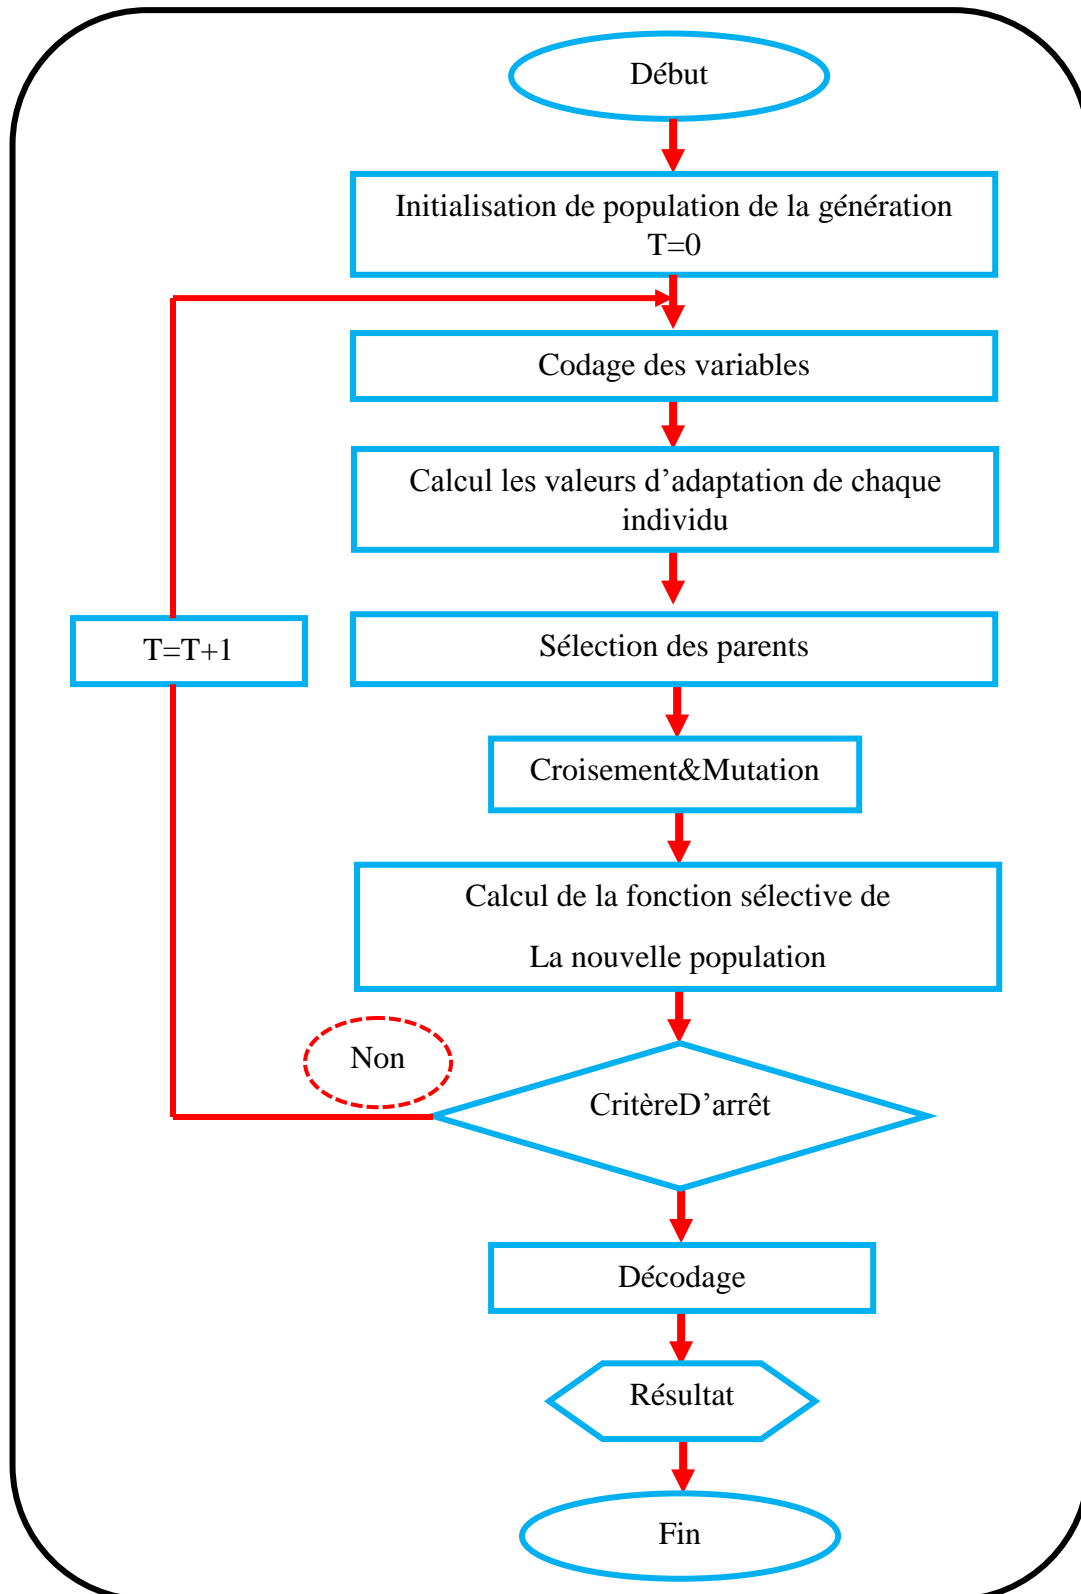 Début
Initialisation de population de la génération
T=0
Codage des variables
Calcul les valeurs d’adaptation de chaque
individu
T=T+1
Sélection des parents
Croisement&Mutation
Calcul de la fonction sélective de
La nouvelle population
Non
CritèreD’arrêt
Décodage
Résultat
Fin